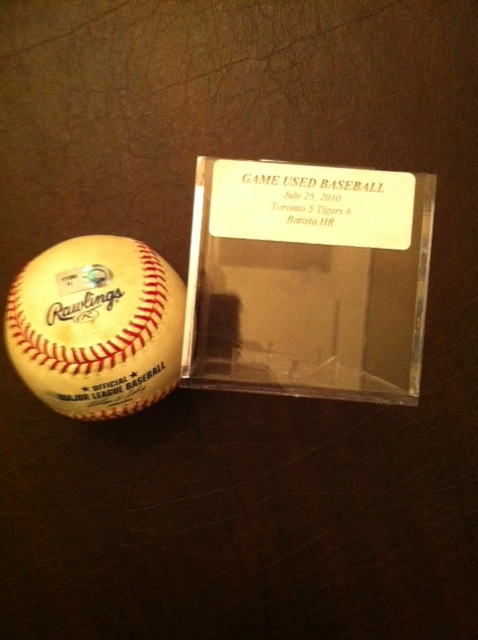 GAME USED BASEBALL
July 25, 2010
Toronto 5 Tigers 6
Batista HR
Rawlings
OFFICIAL
MAJOR LEAGUE BASEBALL